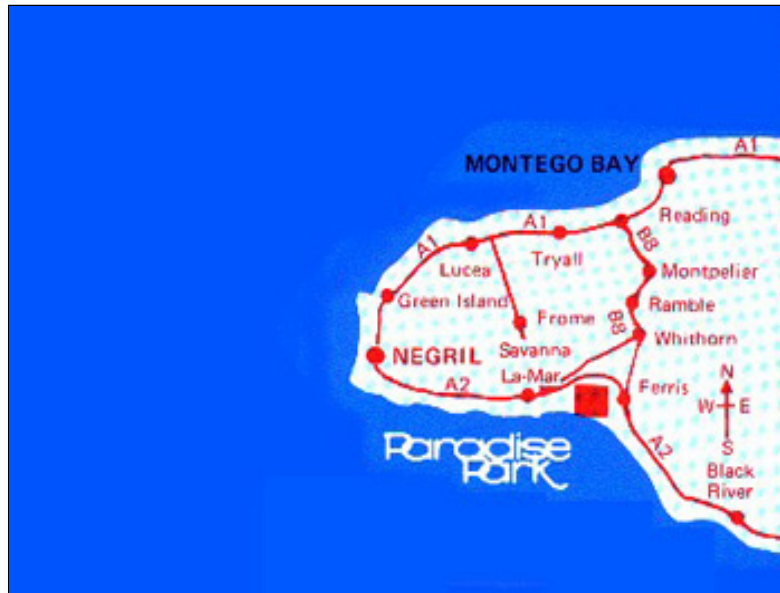 A1
MONTEGO BAY
Reading
A1
A1
Tryall
B8
Lucea
Montpelier
Green Island
Ramble
Frome
B8
NEGRIL
Savanna
La-Mar
Whithorn
A2
Ferris
N
W E
S
Paradise
Park
A2
Black
River